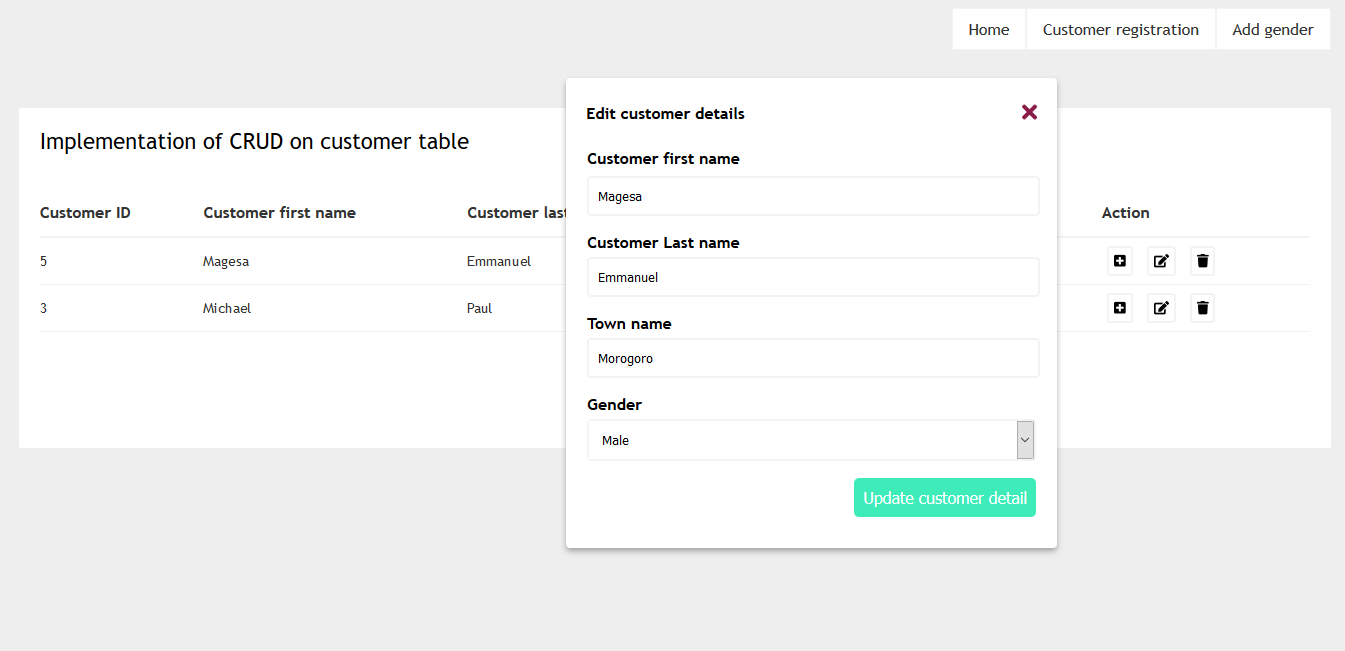 Home Customer registration Add gender
Implementation of CRUD on customer table
Customer ID Customer first name Customer last Action
5 Magesa Emmanuel
3 Michael Paul
Edit customer details
Customer first name
Magesa
Customer Last name
Emmanuel
Town name
Morogoro
Gender
Male
Update customer detail